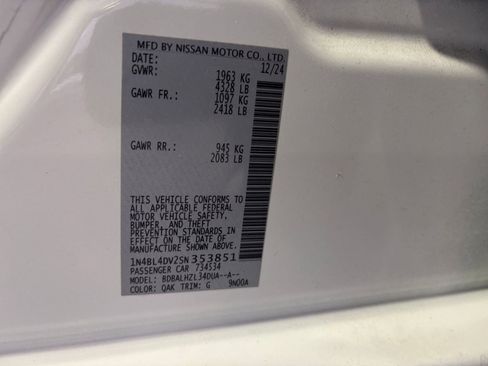 MFD BY NISSAN MOTOR CO., LTD.
DATE: 12/24
GVWR: 1963 KG
4328 LB
GAWR FR.: 1097 KG
2418 LB
GAWR RR.: 945 KG
2083 LB
THIS VEHICLE CONFORMS TO
ALL APPLICABLE FEDERAL
MOTOR VEHICLE SAFETY,
BUMPER, AND THEFT
PREVENTION STANDARDS IN
EFFECT ON THE DATE OF
MANUFACTURE SHOWN ABOVE.
1N4BL4DV2SN353851
PASSENGER CAR 734534
MODEL: BDBALHZL34DUA--A--
COLOR: QAK TRIM: G 9N00A